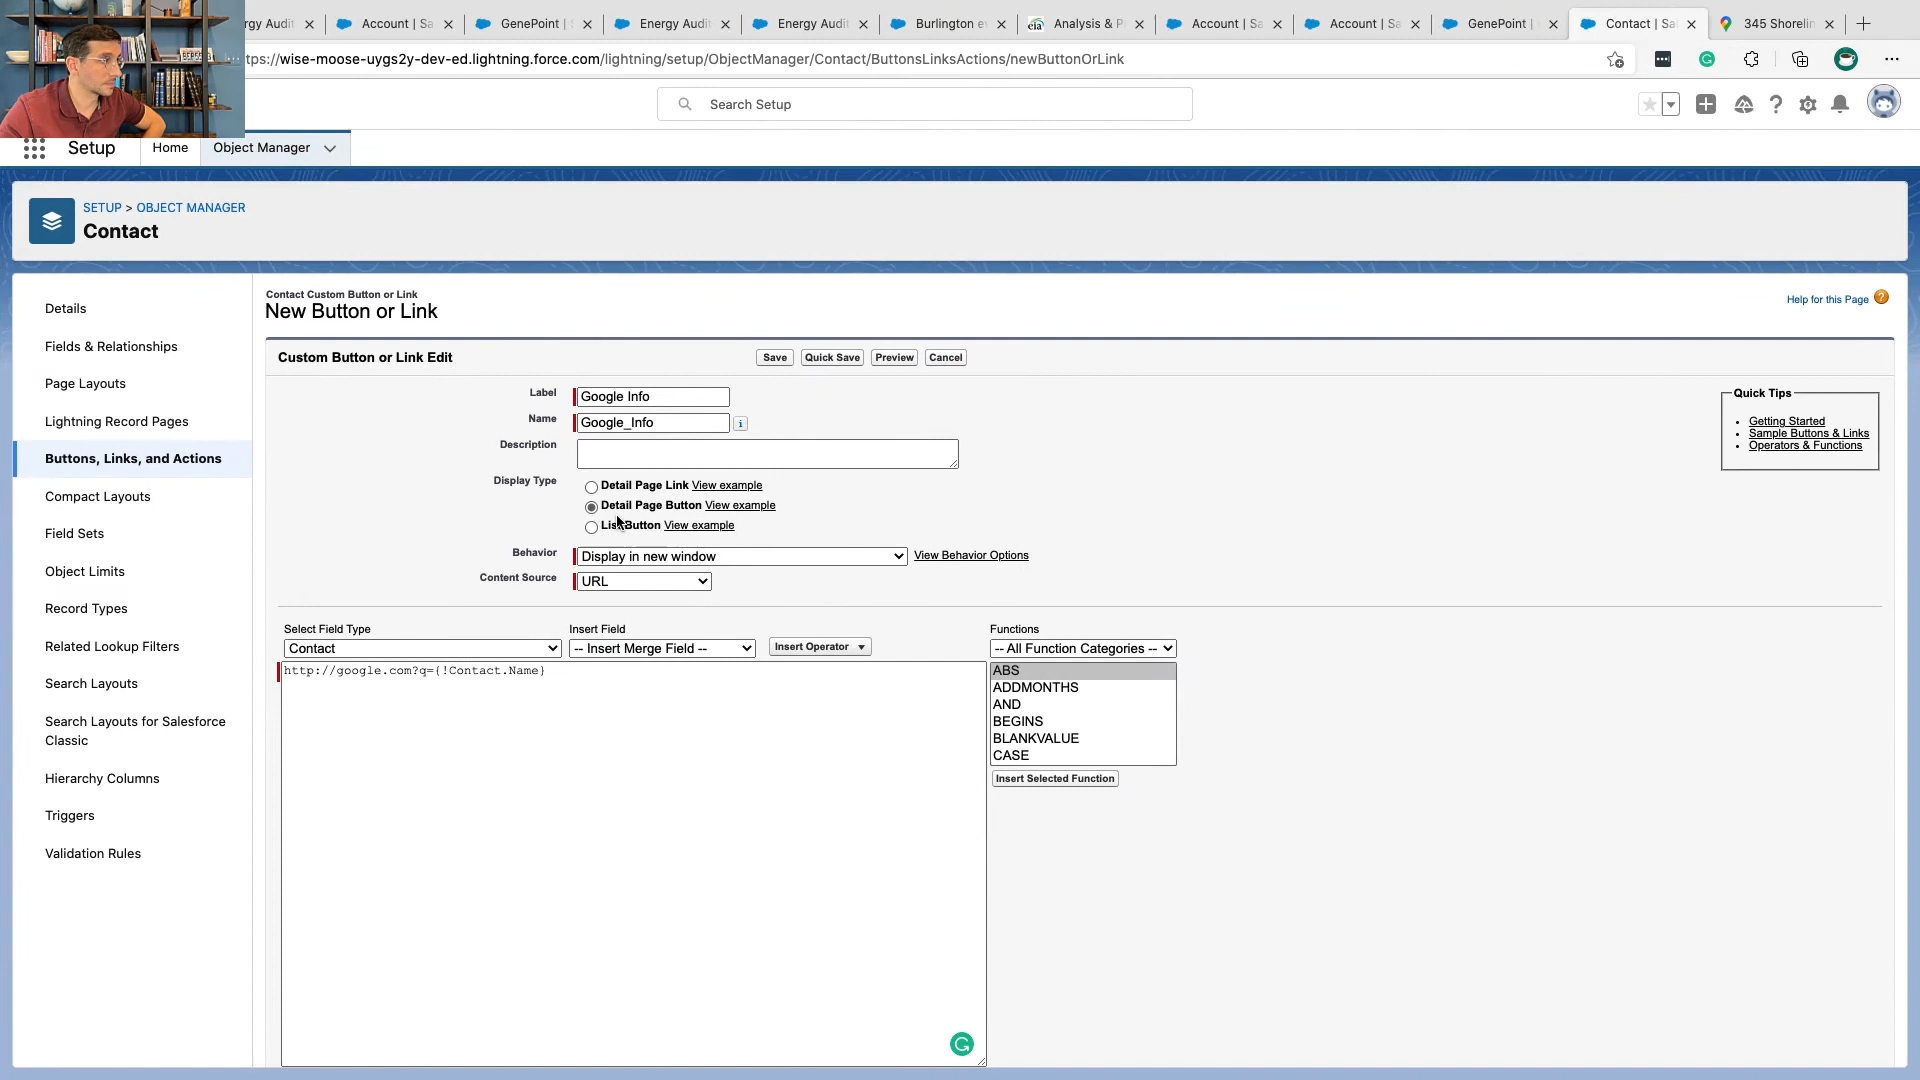 ergy Audit
Account | Sa
GenePoint |
Energy Audi
Energy Audi
Burlington e
eia
Analysis & P
Account | Sa
Account | Sa
GenePoint |
Contact | Sa
345 Shorelin
tps://wise-moose-uygs2y-dev-ed.lightning.force.com/lightning/setup/ObjectManager/Contact/ButtonsLinksActions/newButtonOrLink
Search Setup
Setup
Home
Object Manager
SETUP > OBJECT MANAGER
Contact
Details
Fields & Relationships
Page Layouts
Lightning Record Pages
Buttons, Links, and Actions
Compact Layouts
Field Sets
Object Limits
Record Types
Related Lookup Filters
Search Layouts
Search Layouts for Salesforce
Classic
Hierarchy Columns
Triggers
Validation Rules
Contact Custom Button or Link
New Button or Link
Help for this Page
Custom Button or Link Edit
Save
Quick Save
Preview
Cancel
Label
Google Info
Name
Google_Info
i
Description
Display Type
Detail Page Link View example
Detail Page Button View example
List Button View example
Behavior
Display in new window
View Behavior Options
Content Source
URL
Quick Tips
Getting Started
Sample Buttons & Links
Operators & Functions
Select Field Type
Contact
Insert Field
-- Insert Merge Field --
Insert Operator
Functions
-- All Function Categories --
http://google.com?q={!Contact.Name}
ABS
ADDMONTHS
AND
BEGINS
BLANKVALUE
CASE
Insert Selected Function